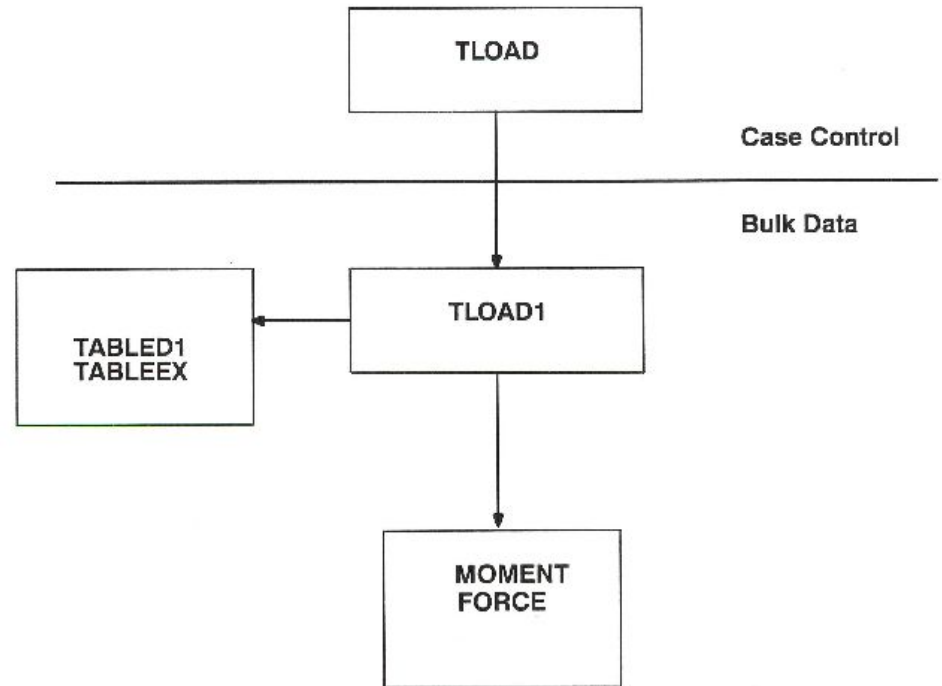 TLOAD
Case Control
Bulk Data
TLOAD1
TABLED1
TABLEEX
MOMENT
FORCE